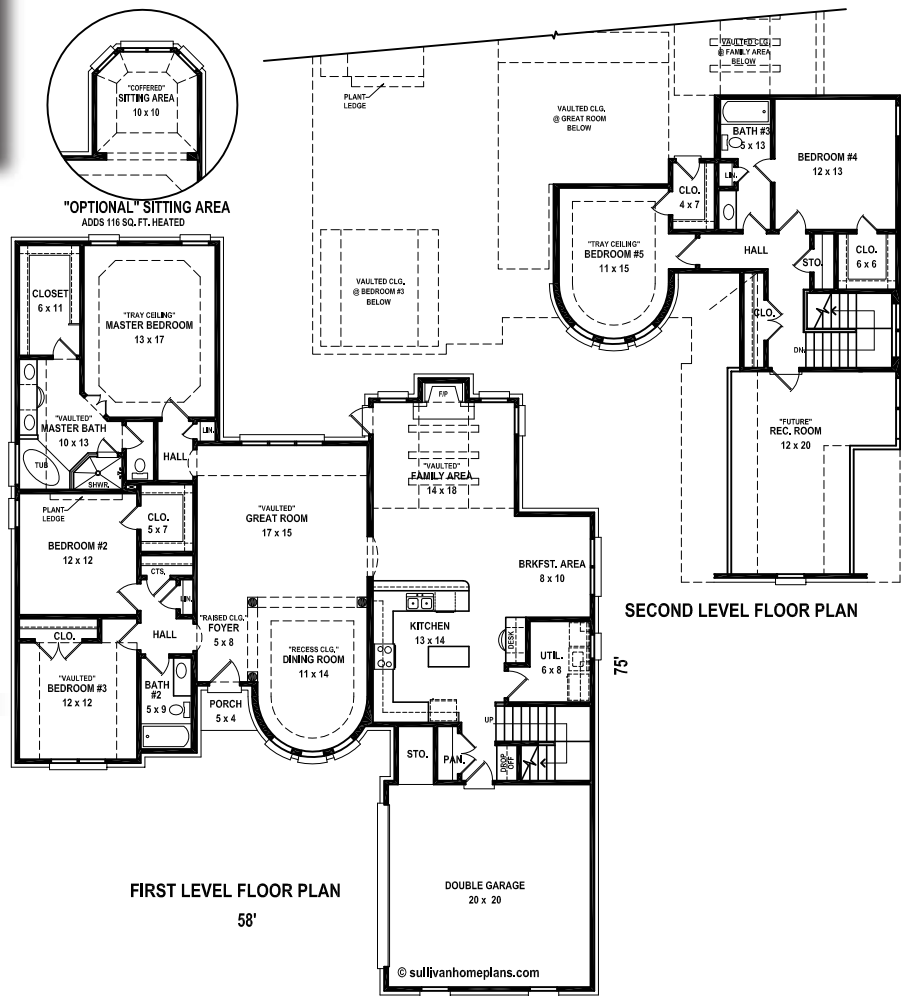 "COFFERED"
SITTING AREA
10 x 10
"OPTIONAL" SITTING AREA
ADDS 116 SQ. FT. HEATED
PLANT
LEDGE
VAULTED CLG.
@ GREAT ROOM
BELOW
VAULTED CLG.
@ FAMILY AREA
BELOW
VAULTED CLG.
@ BEDROOM #3
BELOW
BATH #3
5 x 13
LIN.
BEDROOM #4
12 x 13
CLO.
4 x 7
"TRAY CEILING"
BEDROOM #5
11 x 15
HALL
STO.
CLO.
6 x 6
CLO.
DN.
"FUTURE"
REC. ROOM
12 x 20
SECOND LEVEL FLOOR PLAN
CLOSET
6 x 11
"TRAY CEILING"
MASTER BEDROOM
13 x 17
"VAULTED"
MASTER BATH
10 x 13
TUB
SHWR.
LIN.
HALL
PLANT
LEDGE
CLO.
5 x 7
BEDROOM #2
12 x 12
CTS.
LIN.
HALL
CLO.
"VAULTED"
BEDROOM #3
12 x 12
BATH
#2
5 x 9
"VAULTED"
GREAT ROOM
17 x 15
"RAISED CLG."
FOYER
5 x 8
PORCH
5 x 4
"RECESS CLG."
DINING ROOM
11 x 14
F/P
"VAULTED"
FAMILY AREA
14 x 18
BRKFST. AREA
8 x 10
KITCHEN
13 x 14
DESK
UTIL.
6 x 8
UP
STO.
PAN.
DROP
OFF
DOUBLE GARAGE
20 x 20
75'
FIRST LEVEL FLOOR PLAN
58'
© sullivanhomeplans.com